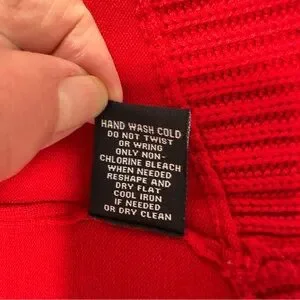 HAND WASH COLD
DO NOT TWIST
OR WRING
ONLY NON-
CHLORINE BLEACH
WHEN NEEDED
RESHAPE AND
DRY FLAT
COOL IRON
IF NEEDED
OR DRY CLEAN